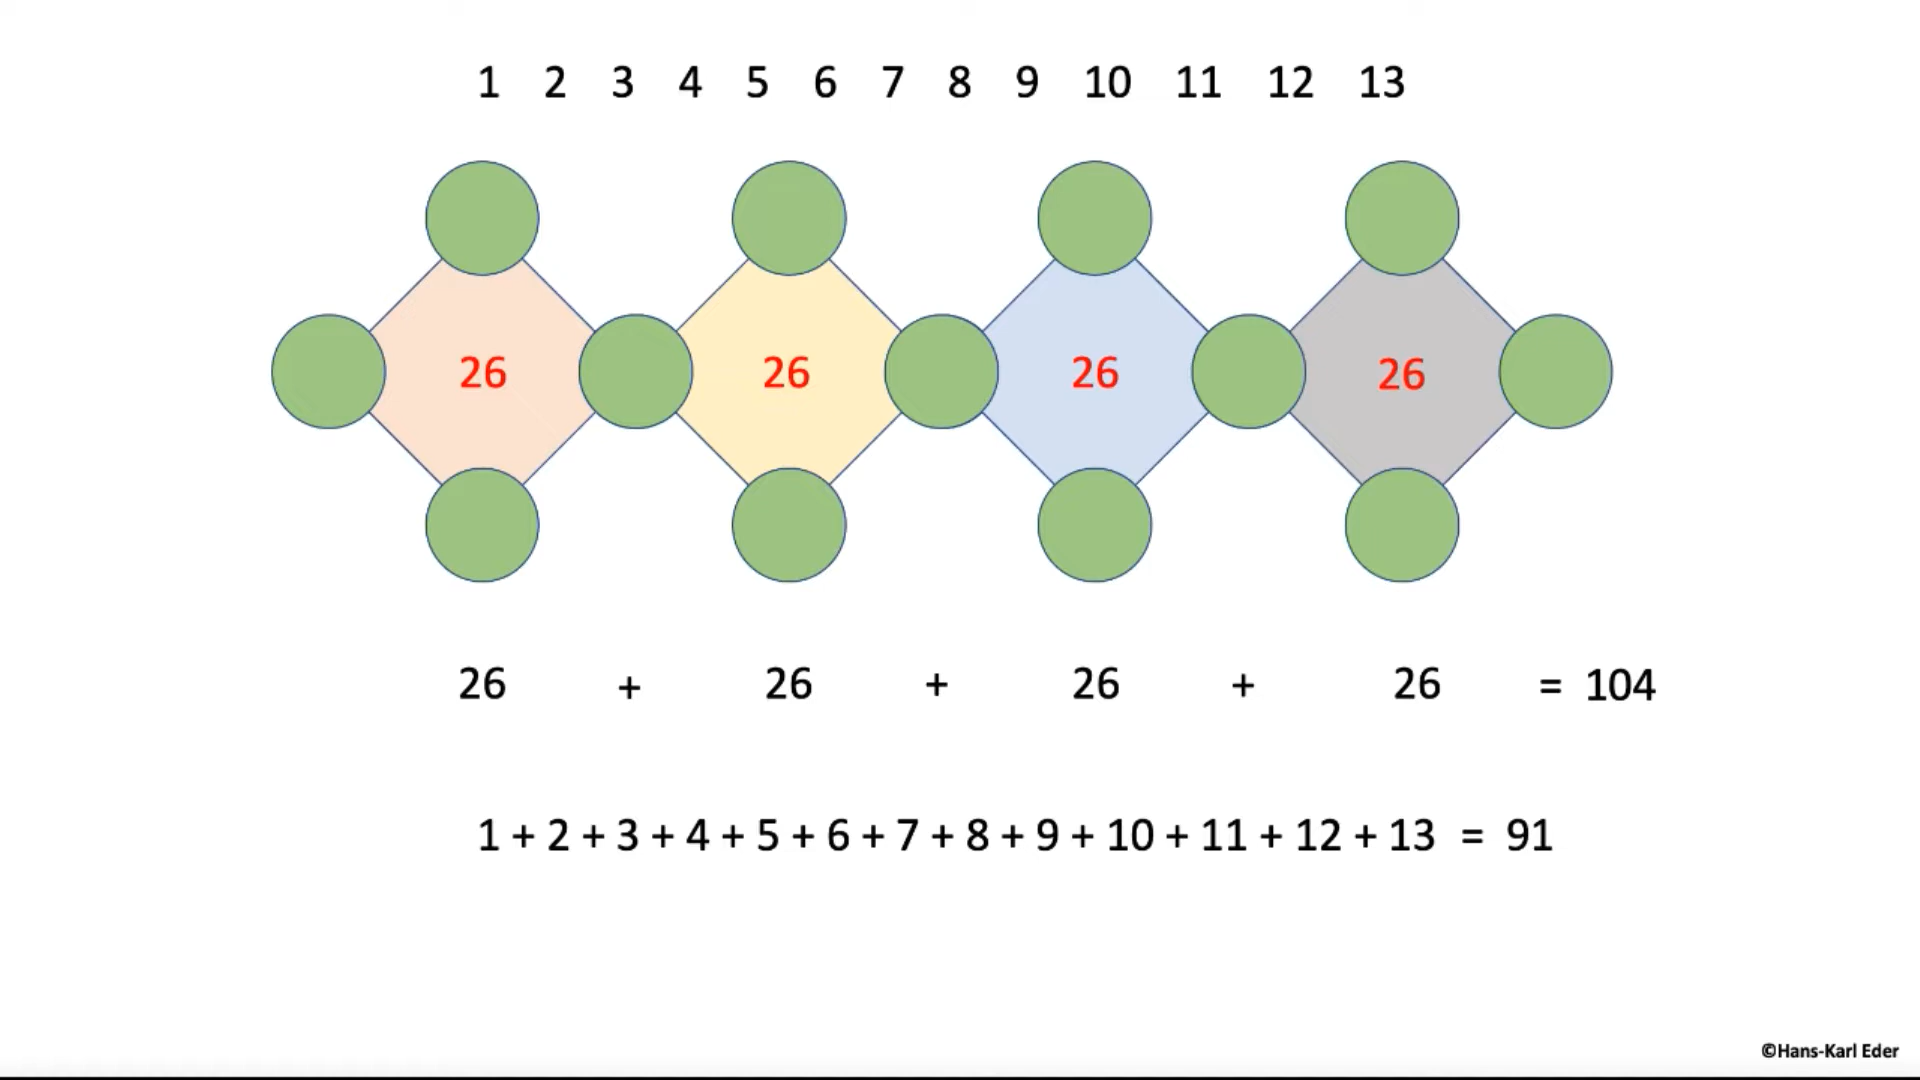 1 2 3 4 5 6 7 8 9 10 11 12 13
26 26 26 26
26 + 26 + 26 + 26 = 104
1 + 2 + 3 + 4 + 5 + 6 + 7 + 8 + 9 + 10 + 11 + 12 + 13 = 91
©Hans-Karl Eder